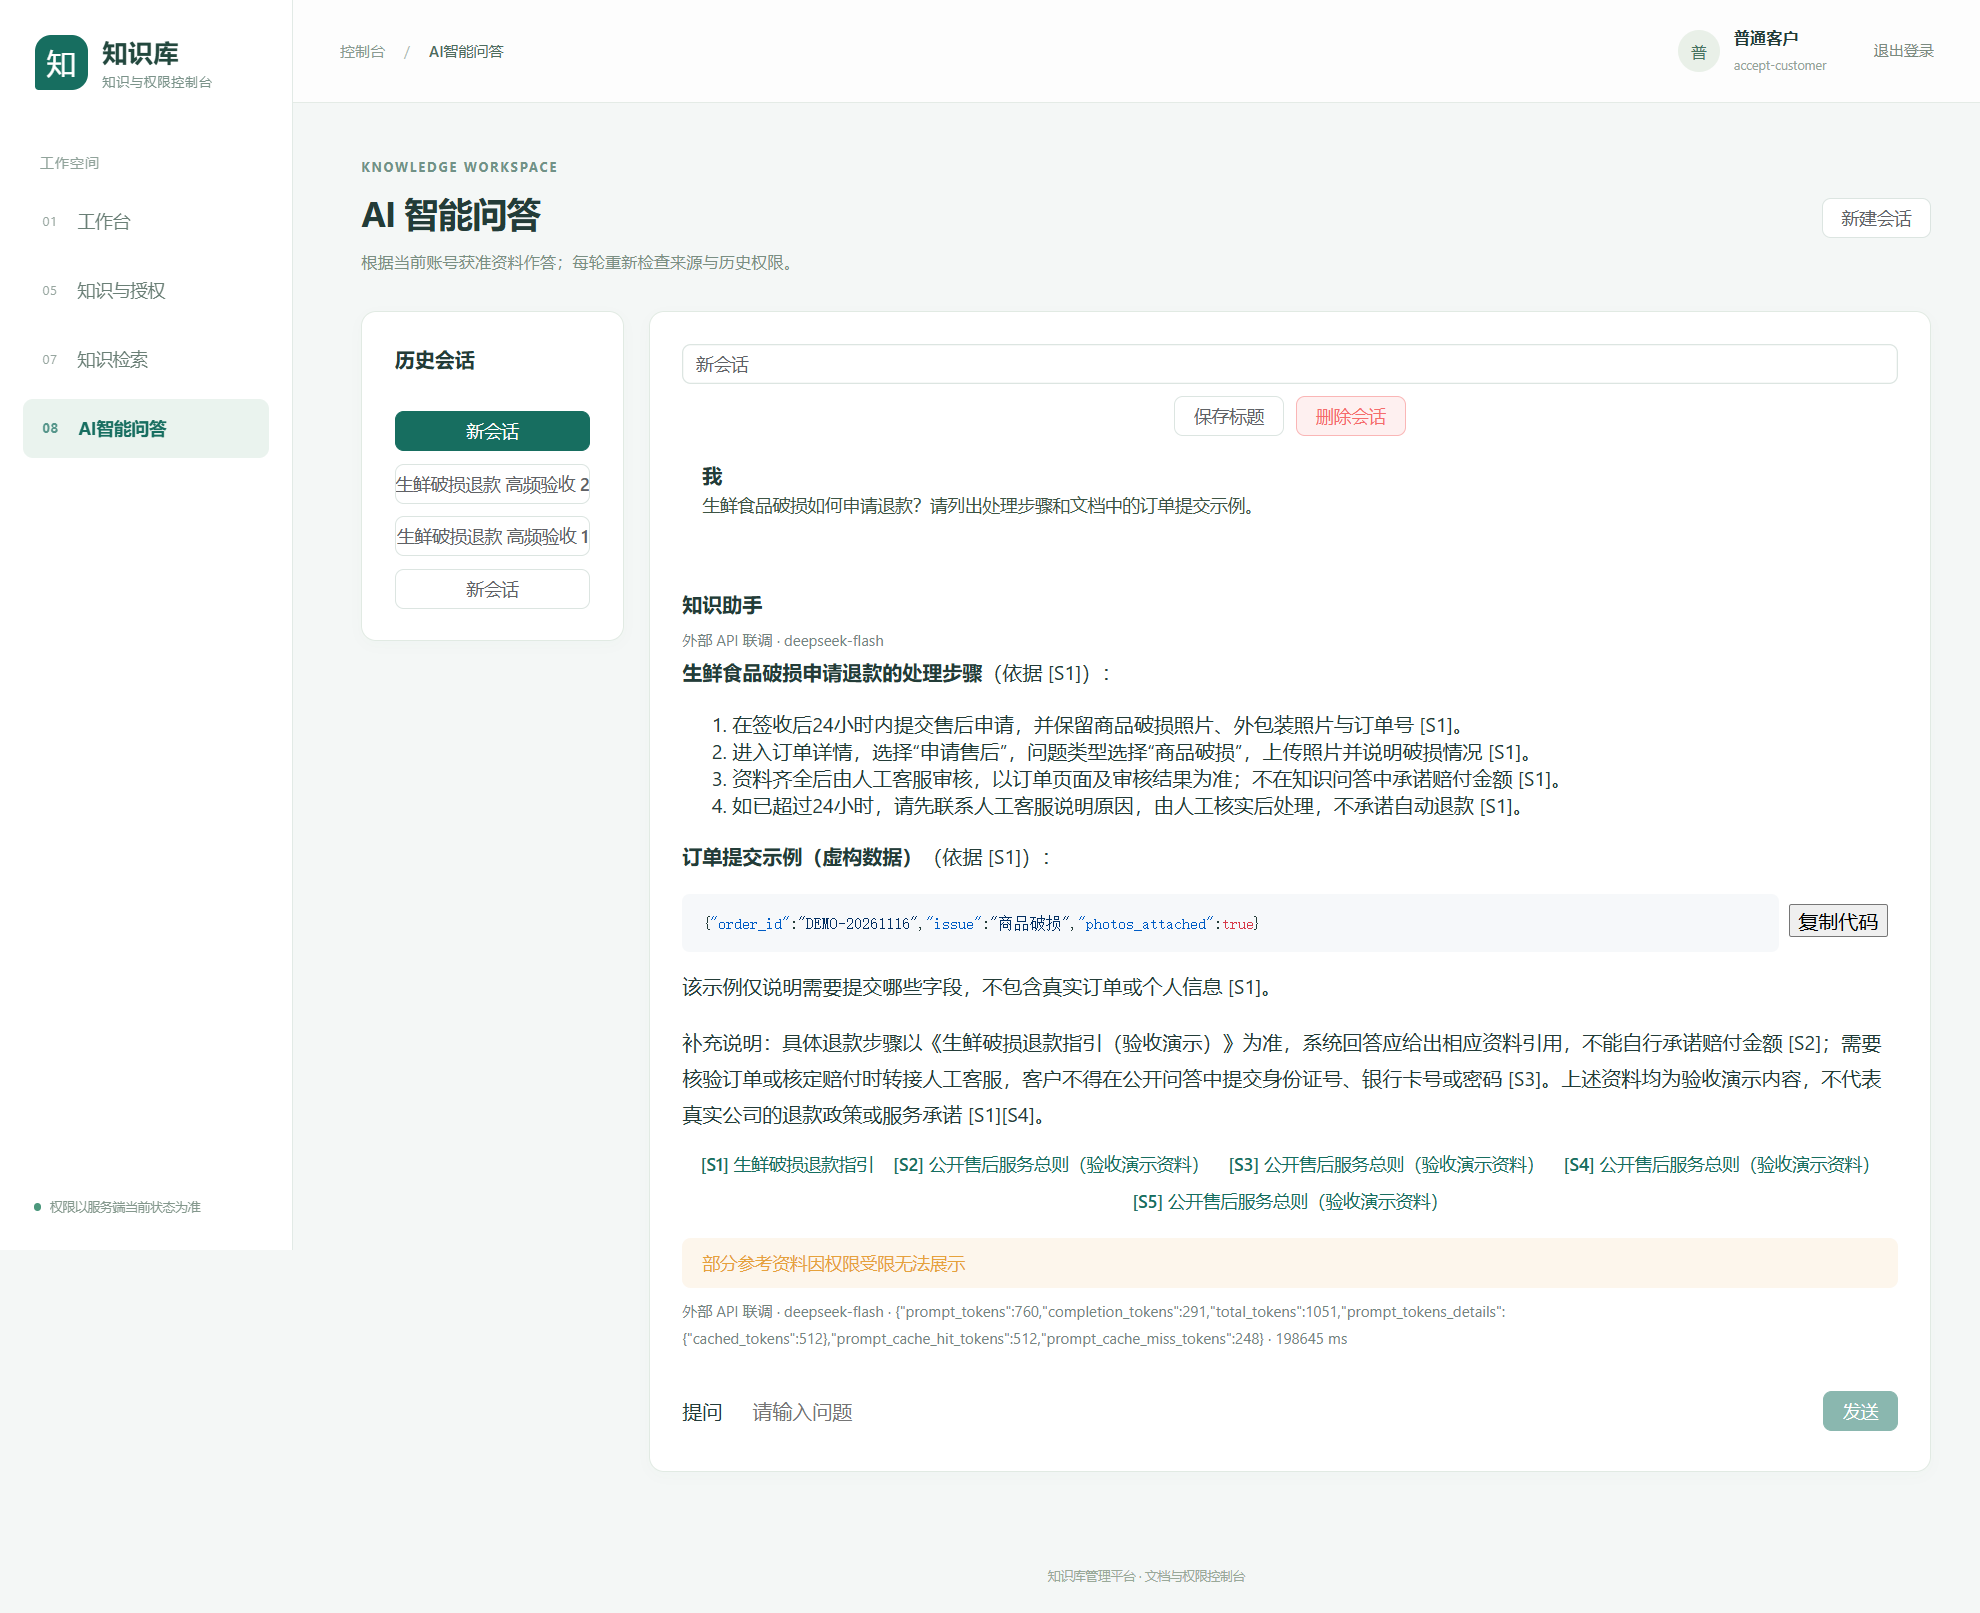 知
知识库
知识与权限控制台
工作空间
01 工作台
05 知识与授权
07 知识检索
08 AI智能问答
权限以服务端当前状态为准
控制台 / AI智能问答
普
普通客户
accept-customer
退出登录
KNOWLEDGE WORKSPACE
AI 智能问答
根据当前账号获准资料作答；每轮重新检查来源与历史权限。
新建会话
历史会话
新会话
生鲜破损退款 高频验收 2
生鲜破损退款 高频验收 1
新会话
新会话
保存标题
删除会话
我
生鲜食品破损如何申请退款？请列出处理步骤和文档中的订单提交示例。
知识助手
外部 API 联调 · deepseek-flash
生鲜食品破损申请退款的处理步骤（依据 [S1]）：
1. 在签收后24小时内提交售后申请，并保留商品破损照片、外包装照片与订单号 [S1]。
2. 进入订单详情，选择“申请售后”，问题类型选择“商品破损”，上传照片并说明破损情况 [S1]。
3. 资料齐全后由人工客服审核，以订单页面及审核结果为准；不在知识问答中承诺赔付金额 [S1]。
4. 如已超过24小时，请先联系人工客服说明原因，由人工核实后处理，不承诺自动退款 [S1]。
订单提交示例（虚构数据）（依据 [S1]）：
{"order_id":"DEMO-20261116","issue":"商品破损","photos_attached":true}
复制代码
该示例仅说明需要提交哪些字段，不包含真实订单或个人信息 [S1]。
补充说明：具体退款步骤以《生鲜破损退款指引（验收演示）》为准，系统回答应给出相应资料引用，不能自行承诺赔付金额 [S2]；需要
核验订单或核定赔付时转接人工客服，客户不得在公开问答中提交身份证号、银行卡号或密码 [S3]。上述资料均为验收演示内容，不代表
真实公司的退款政策或服务承诺 [S1][S4]。
[S1] 生鲜破损退款指引 [S2] 公开售后服务总则（验收演示资料） [S3] 公开售后服务总则（验收演示资料） [S4] 公开售后服务总则（验收演示资料）
[S5] 公开售后服务总则（验收演示资料）
部分参考资料因权限受限无法展示
外部 API 联调 · deepseek-flash · {"prompt_tokens":760,"completion_tokens":291,"total_tokens":1051,"prompt_tokens_details":
{"cached_tokens":512},"prompt_cache_hit_tokens":512,"prompt_cache_miss_tokens":248} · 198645 ms
提问 请输入问题
发送
知识库管理平台 · 文档与权限控制台